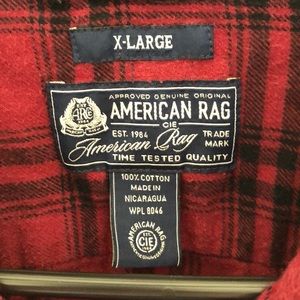 X-LARGE
APPROVED GENUINE ORIGINAL
ARC
AMERICAN RAG
CIE
EST. 1984
American Rag
TRADE
MARK
TIME TESTED QUALITY
100% COTTON
MADE IN
NICARAGUA
WPL 8046
AMERICAN RAG
CIE